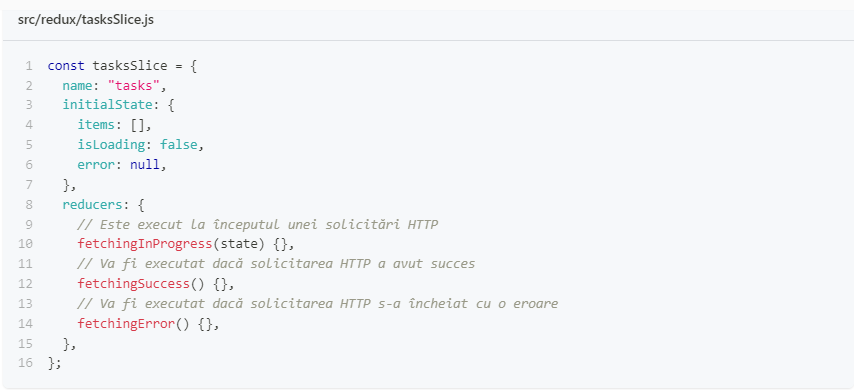 src/redux/tasksSlice.js
1 const tasksSlice = {
2   name: "tasks",
3   initialState: {
4     items: [],
5     isLoading: false,
6     error: null,
7   },
8   reducers: {
9     // Este execut la începutul unei solicitări HTTP
10     fetchingInProgress(state) {},
11     // Va fi executat dacă solicitarea HTTP a avut succes
12     fetchingSuccess() {},
13     // Va fi executat dacă solicitarea HTTP s-a încheiat cu o eroare
14     fetchingError() {},
15   },
16 };